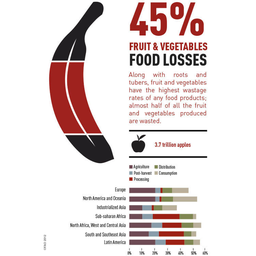 45%
FRUIT & VEGETABLES
FOOD LOSSES
Along with roots and
tubers, fruit and vegetables
have the highest wastage
rates of any food products;
almost half of all the fruit
and vegetables produced
are wasted.
3.7 trillion apples
Agriculture
Distribution
Post-harvest
Consumption
Processing
Europe
North America and Oceania
Industrialized Asia
Sub-saharan Africa
North Africa, West and Central Asia
South and Southeast Asia
Latin America
0% 10% 20% 30% 40% 50% 60%